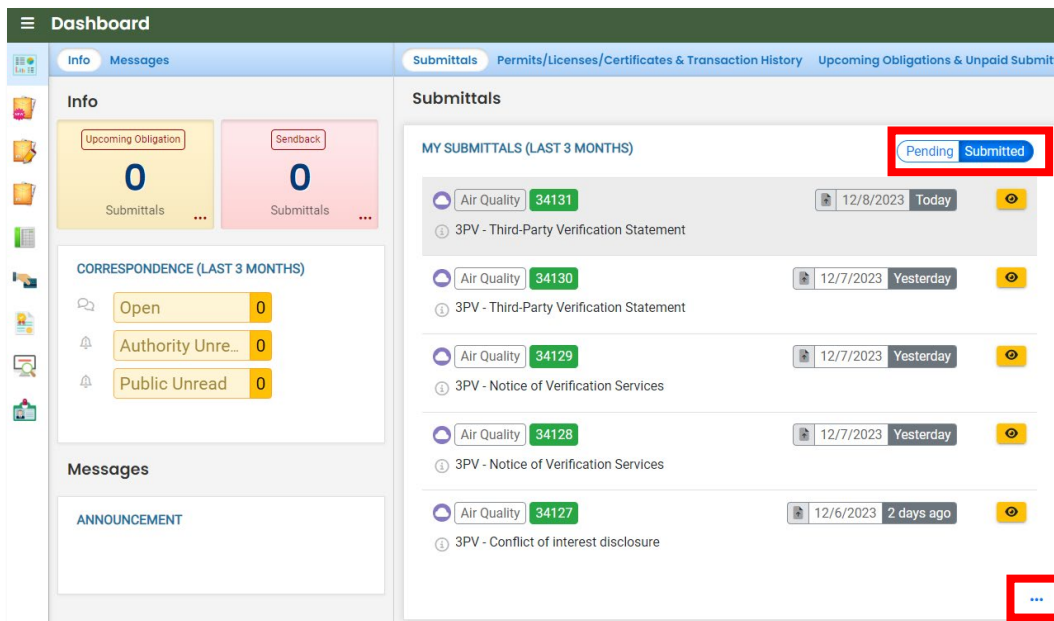 Dashboard
Info Messages
Submittals Permits/Licenses/Certificates & Transaction History Upcoming Obligations & Unpaid Submit
Info
Upcoming Obligation
0
Submittals ...
Sendback
0
Submittals ...
CORRESPONDENCE (LAST 3 MONTHS)
Open 0
Authority Unre... 0
Public Unread 0
Messages
ANNOUNCEMENT
Submittals
MY SUBMITTALS (LAST 3 MONTHS) Pending Submitted
Air Quality 34131 12/8/2023 Today
3PV - Third-Party Verification Statement
Air Quality 34130 12/7/2023 Yesterday
3PV - Third-Party Verification Statement
Air Quality 34129 12/7/2023 Yesterday
3PV - Notice of Verification Services
Air Quality 34128 12/7/2023 Yesterday
3PV - Notice of Verification Services
Air Quality 34127 12/6/2023 2 days ago
3PV - Conflict of interest disclosure
...